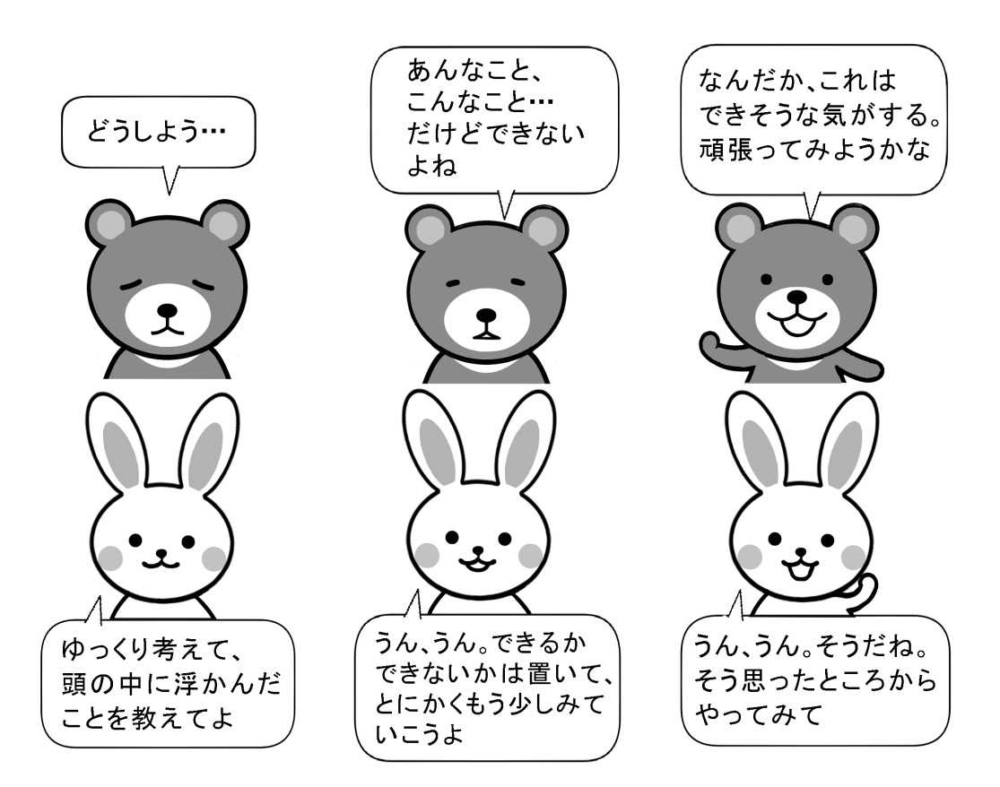 どうしよう…
ゆっくり考えて、
頭の中に浮かんだ
ことを教えてよ
あんなこと、
こんなこと…
だけどできない
よね
うん、うん。できるか
できないかは置いて、
とにかくもう少しみて
いこうよ
なんだか、これは
できそうな気がする。
頑張ってみようかな
うん、うん。そうだね。
そう思ったところから
やってみて